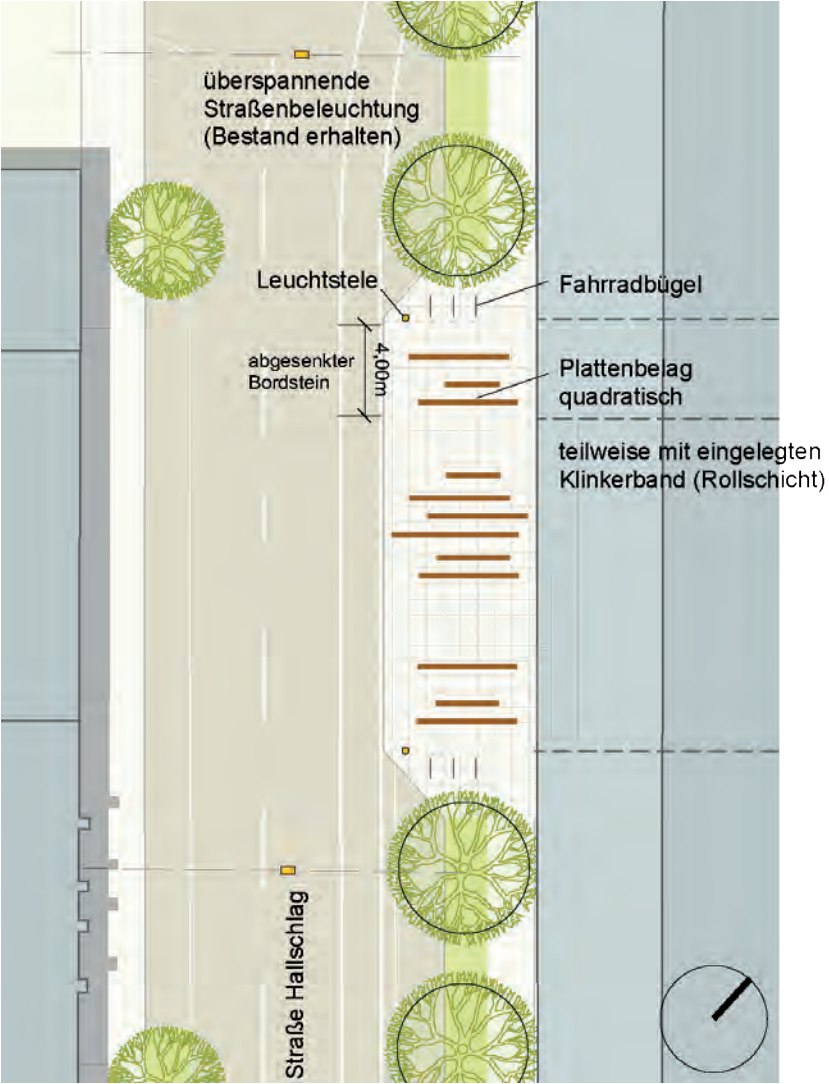 überspannende
Straßenbeleuchtung
(Bestand erhalten)
Leuchtstele
Fahrradbügel
abgesenkter
Bordstein
4,00m
Plattenbelag
quadratisch
teilweise mit eingelegten
Klinkerband (Rollschicht)
Straße Hallschlag